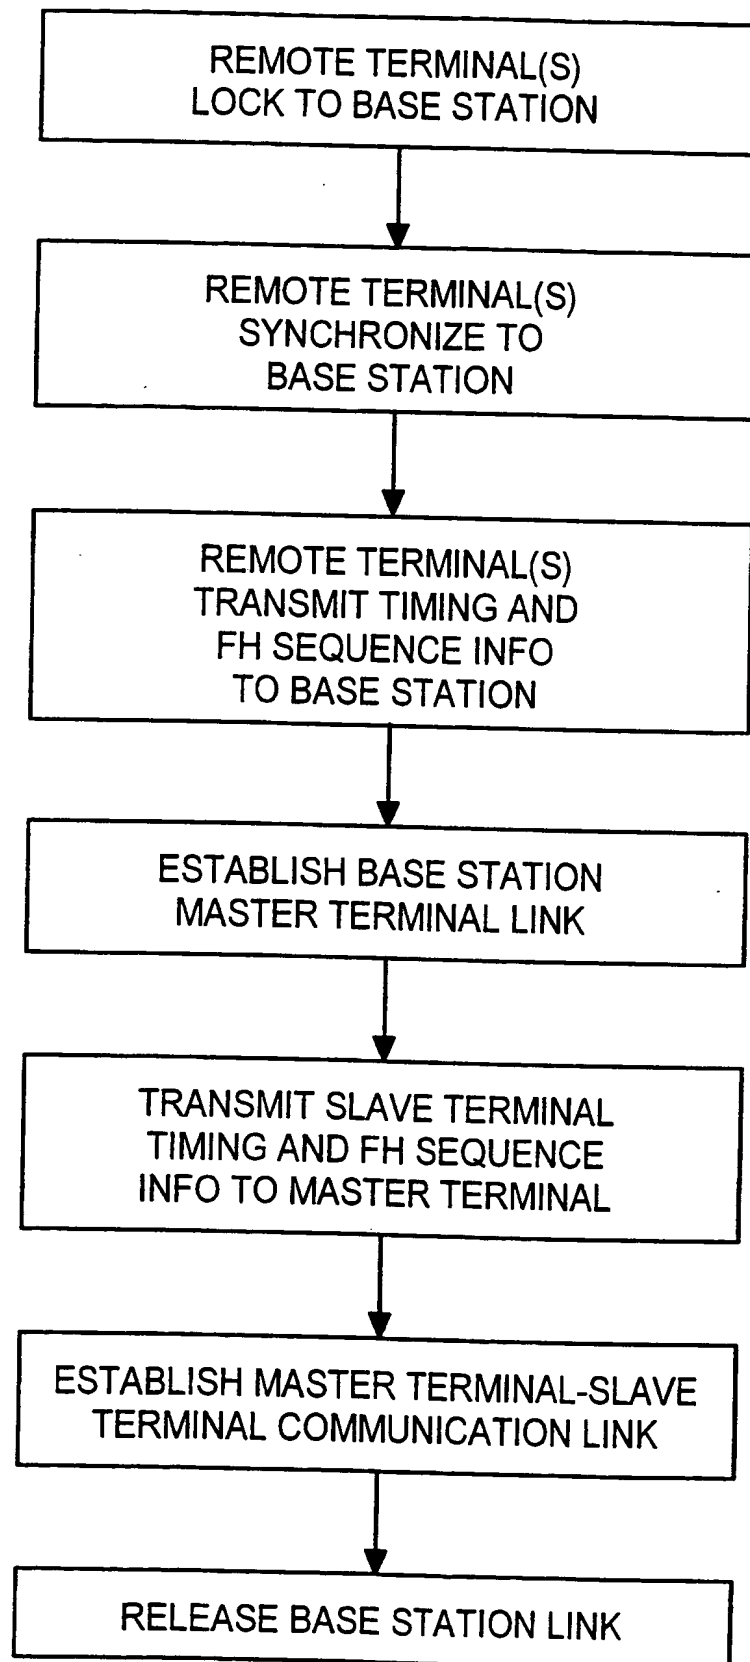 REMOTE TERMINAL(S)
LOCK TO BASE STATION
REMOTE TERMINAL(S)
SYNCHRONIZE TO
BASE STATION
REMOTE TERMINAL(S)
TRANSMIT TIMING AND
FH SEQUENCE INFO
TO BASE STATION
ESTABLISH BASE STATION
MASTER TERMINAL LINK
TRANSMIT SLAVE TERMINAL
TIMING AND FH SEQUENCE
INFO TO MASTER TERMINAL
ESTABLISH MASTER TERMINAL-SLAVE
TERMINAL COMMUNICATION LINK
RELEASE BASE STATION LINK